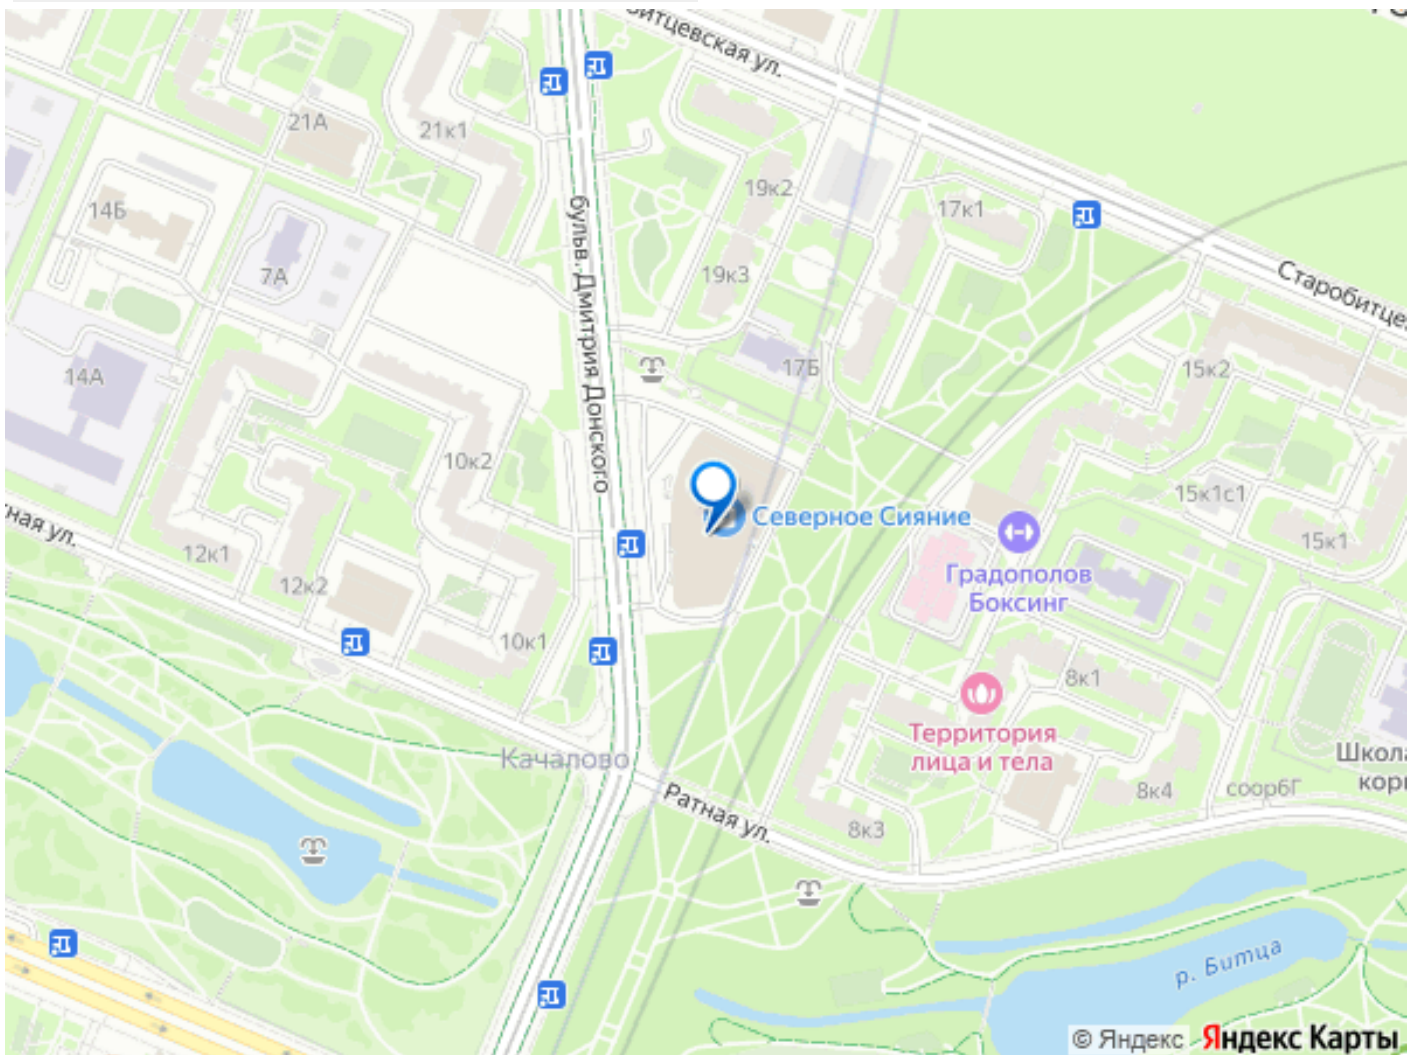 битцевская ул.
21А
21к1
19к2
17к1
14Б
7А
19к3
бульв. Дмитрия Донского
Старобитце
17Б
14А
15к2
10к2
15к1с1
ная ул.
Северное Сияние
12к1
15к1
12к2
Градополов
Боксинг
10к1
8к1
Территория
лица и тела
Качалово
Школа
корп
Ратная ул.
8к4
соор6Г
8к3
р. Битца
© Яндекс Яндекс Карты